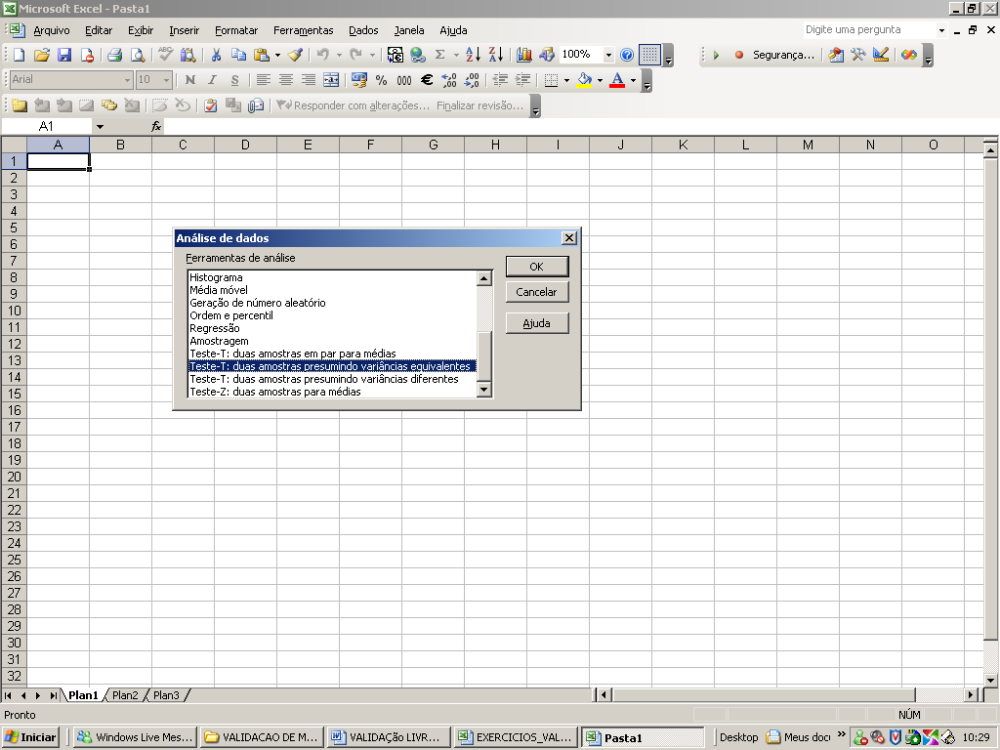 Microsoft Excel - Pasta1
Arquivo Editar Exibir Inserir Formatar Ferramentas Dados Janela Ajuda Digite uma pergunta
100% Segurança...
Arial 10 N I S % 000 €
Responder com alterações... Finalizar revisão...
A1 fx
A B C D E F G H I J K L M N O
1
2
3
4
5
6
7
8
9
10
11
12
13
14
15
16
17
18
19
20
21
22
23
24
25
26
27
28
29
30
31
32
Análise de dados
Ferramentas de análise
Histograma
Média móvel
Geração de número aleatório
Ordem e percentil
Regressão
Amostragem
Teste-T: duas amostras em par para médias
Teste-T: duas amostras presumindo variâncias equivalentes
Teste-T: duas amostras presumindo variâncias diferentes
Teste-Z: duas amostras para médias
OK
Cancelar
Ajuda
Plan1 Plan2 Plan3
Pronto NÚM
Iniciar Windows Live Mes... VALIDACAO DE M... VALIDAÇão LIVR... EXERCICIOS_VAL... Pasta1 Desktop Meus doc » 10:29